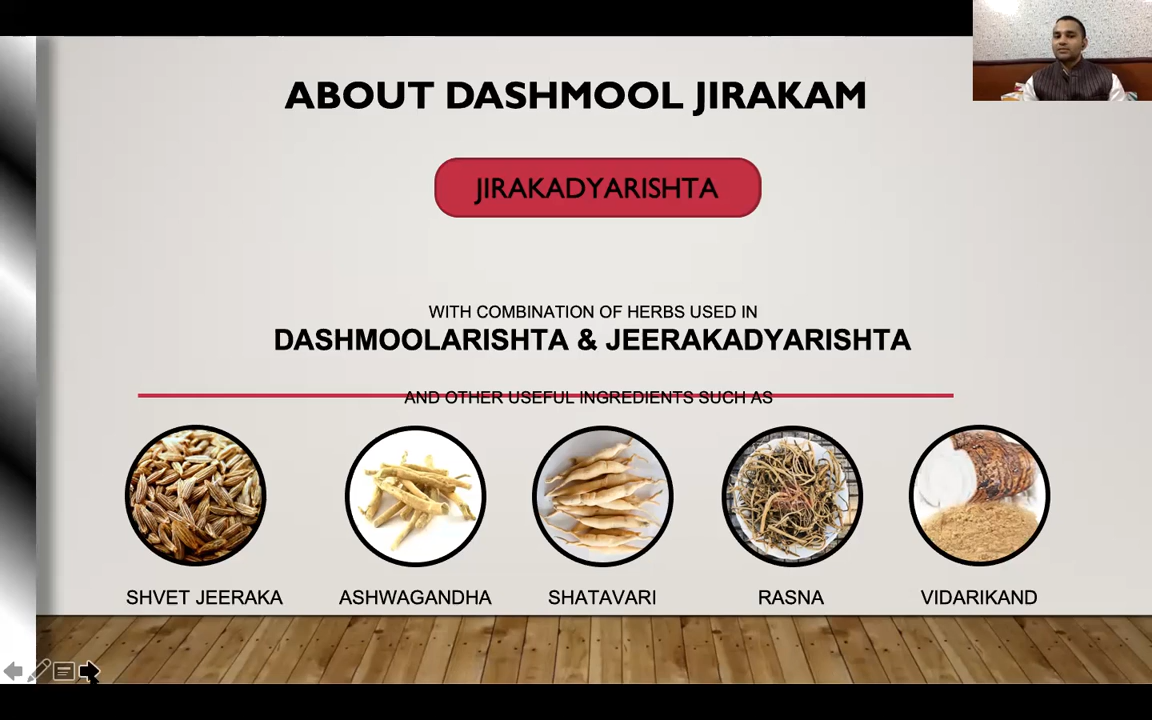 ABOUT DASHMOOL JIRAKAM
JIRAKADYARISHTA
WITH COMBINATION OF HERBS USED IN
DASHMOOLARISHTA & JEERAKADYARISHTA
AND OTHER USEFUL INGREDIENTS SUCH AS
SHVET JEERAKA
ASHWAGANDHA
SHATAVARI
RASNA
VIDARIKAND